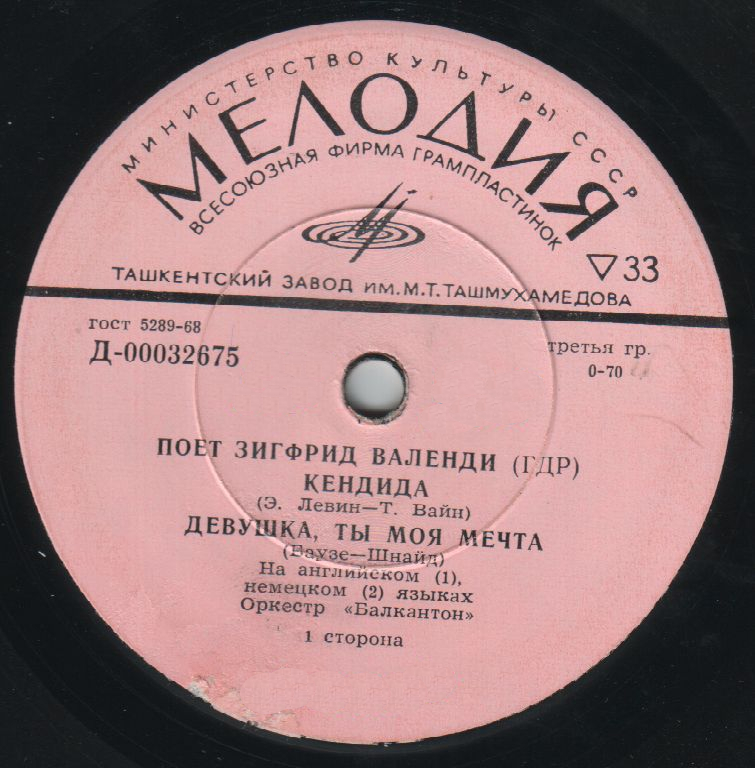 МИНИСТЕРСТВО КУЛЬТУРЫ СССР
МЕЛОДИЯ
ВСЕСОЮЗНАЯ ФИРМА ГРАМПЛАСТИНОК
33
ТАШКЕНТСКИЙ ЗАВОД ИМ. М.Т. ТАШМУХАМЕДОВА
гост 5289-68
Д-00032675
третья гр.
0-70
ПОЕТ ЗИГФРИД ВАЛЕНДИ (ГДР)
КЕНДИДА
(Э. Левин—Т. Вайн)
ДЕВУШКА, ТЫ МОЯ МЕЧТА
(Баузе—Шнайд)
На английском (1),
немецком (2) языках
Оркестр «Балкантон»
1 сторона